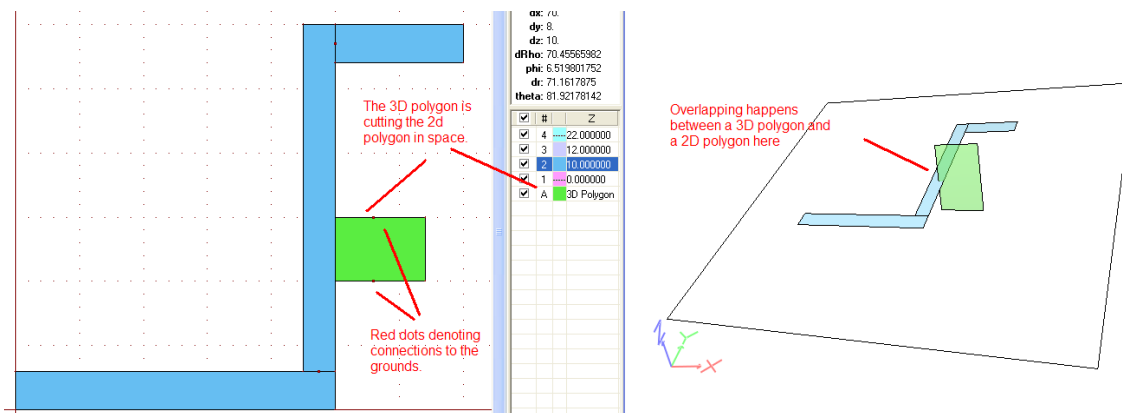 dx: 70.
dy: 8.
dz: 10.
dRho: 70.45565982
phi: 6.519801752
dr: 71.1617875
theta: 81.92178142
# Z
4 22.000000
3 12.000000
2 10.000000
1 0.000000
A 3D Polygon
The 3D polygon is
cutting the 2d
polygon in space.
Red dots denoting
connections to the
grounds.
Overlapping happens
between a 3D polygon and
a 2D polygon here
Z
Y
X